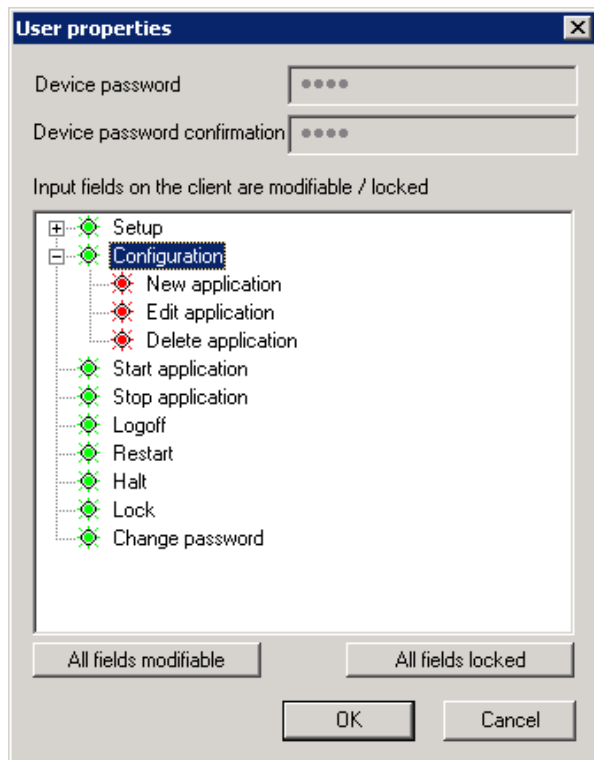 User properties
Device password
••••
Device password confirmation
••••
Input fields on the client are modifiable / locked
Setup
Configuration
New application
Edit application
Delete application
Start application
Stop application
Logoff
Restart
Halt
Lock
Change password
All fields modifiable
All fields locked
OK
Cancel